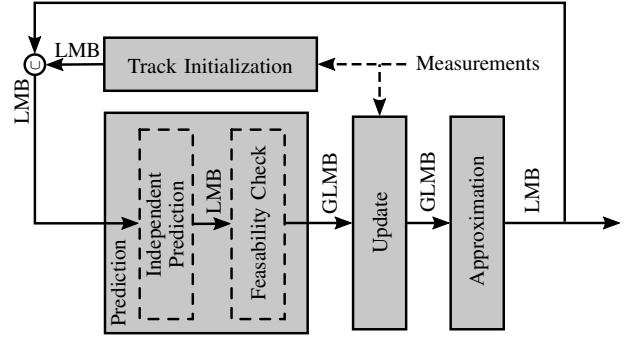 LMB
Track Initialization
Measurements
∪
LMB
Prediction
Independent
Prediction
LMB
Feasability Check
GLMB
Update
GLMB
Approximation
LMB